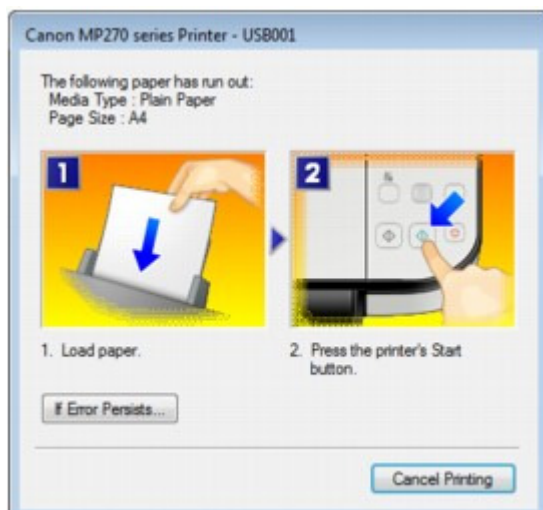 Canon MP270 series Printer - USB001
The following paper has run out:
Media Type : Plain Paper
Page Size : A4
1
2
1. Load paper.
2. Press the printer's Start
button.
If Error Persists...
Cancel Printing